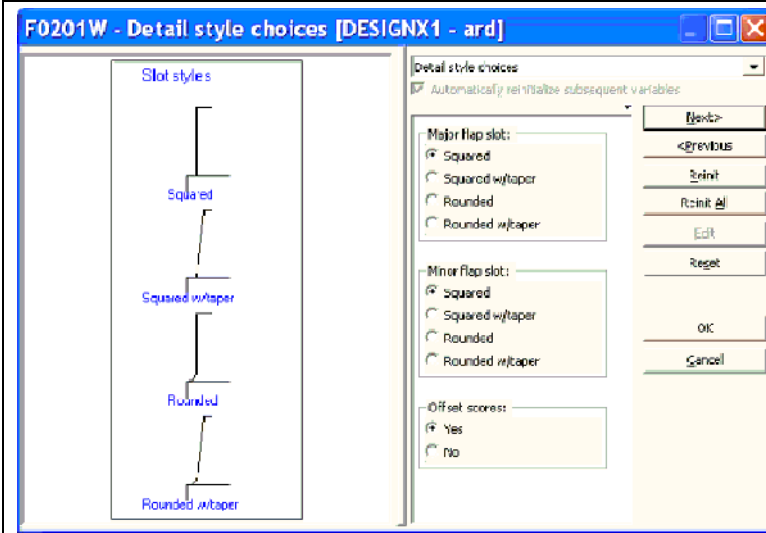 F0201W - Detail style choices [DESIGNX1 - ard]
Slot styles
Squared
Squared w/taper
Rounded
Rounded w/taper
Detail style choices
Automatically reinitialize subsequent variables
Major flap slot:
Squared
Squared w/taper
Rounded
Rounded w/taper
Minor flap slot:
Squared
Squared w/taper
Rounded
Rounded w/taper
Offset scores:
Yes
No
Next>
<Previous
Reinit
Reinit All
Edit
Reset
OK
Cancel